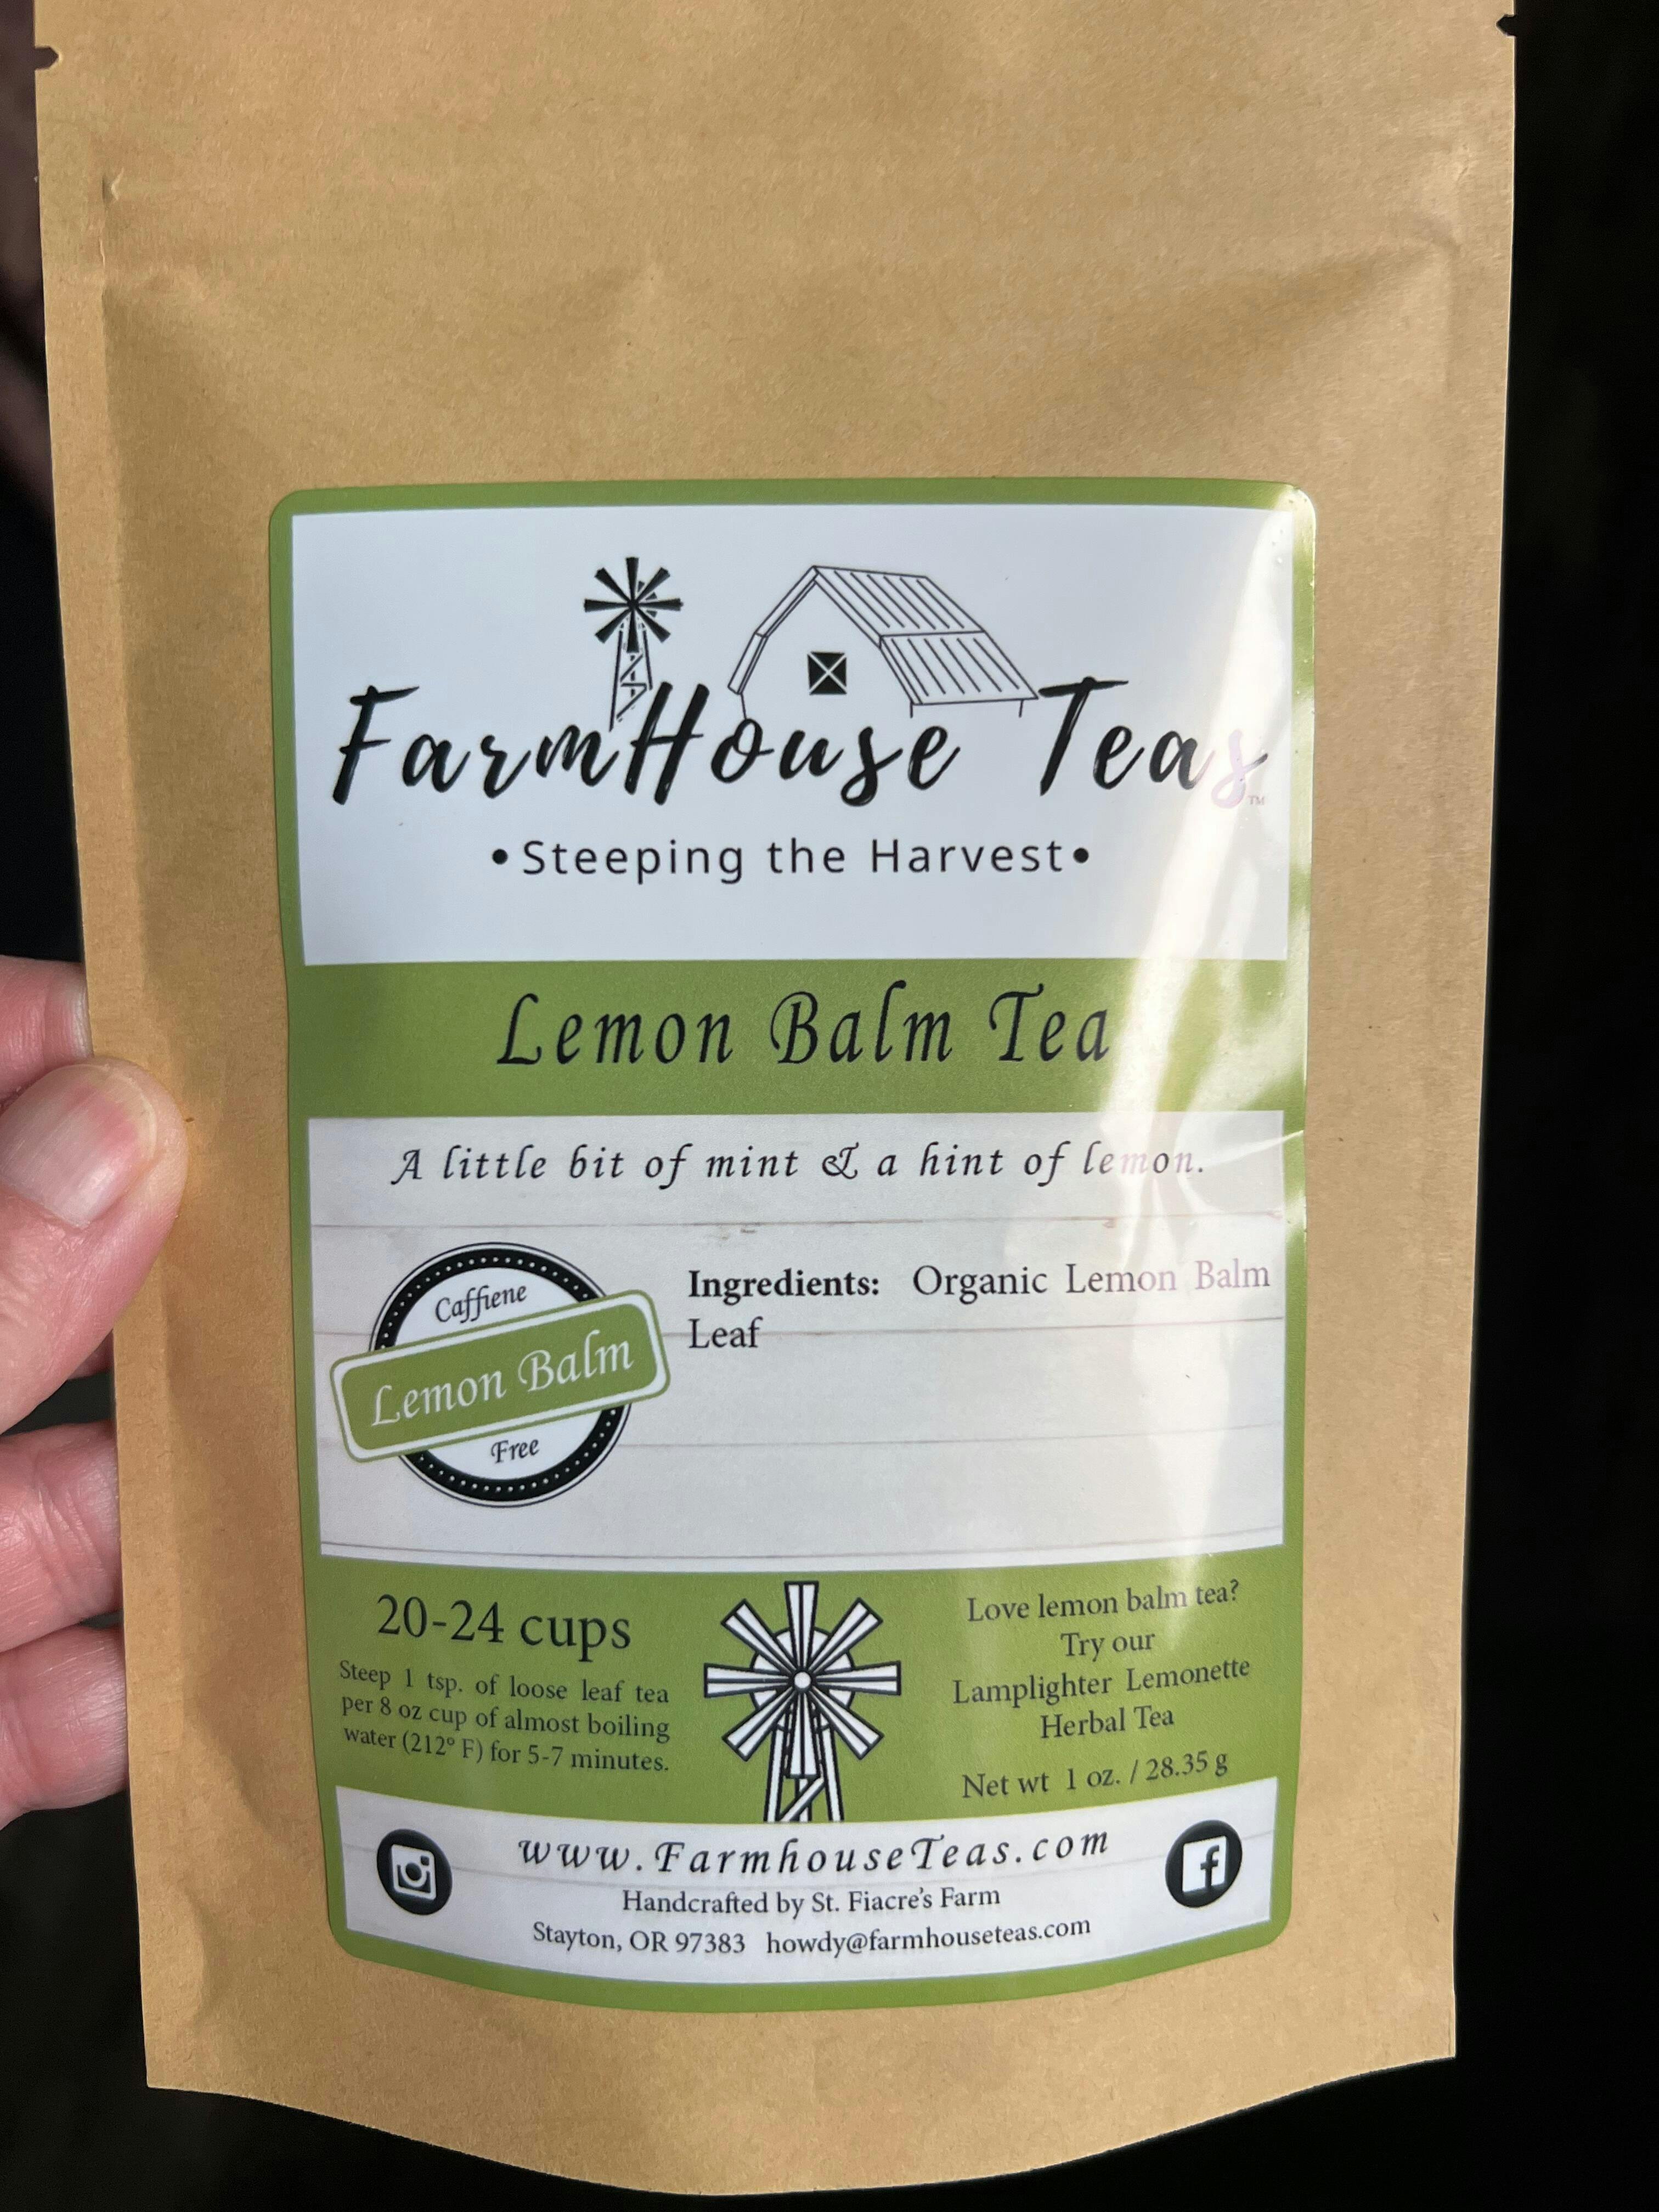 FarmHouse Teas™
•Steeping the Harvest•
Lemon Balm Tea
A little bit of mint & a hint of lemon.
Caffiene
Lemon Balm
Free
Ingredients: Organic Lemon Balm
Leaf
20-24 cups
Steep 1 tsp. of loose leaf tea
per 8 oz cup of almost boiling
water (212° F) for 5-7 minutes.
Love lemon balm tea?
Try our
Lamplighter Lemonette
Herbal Tea
Net wt 1 oz. / 28.35 g
www.FarmhouseTeas.com
Handcrafted by St. Fiacre's Farm
Stayton, OR 97383 howdy@farmhouseteas.com